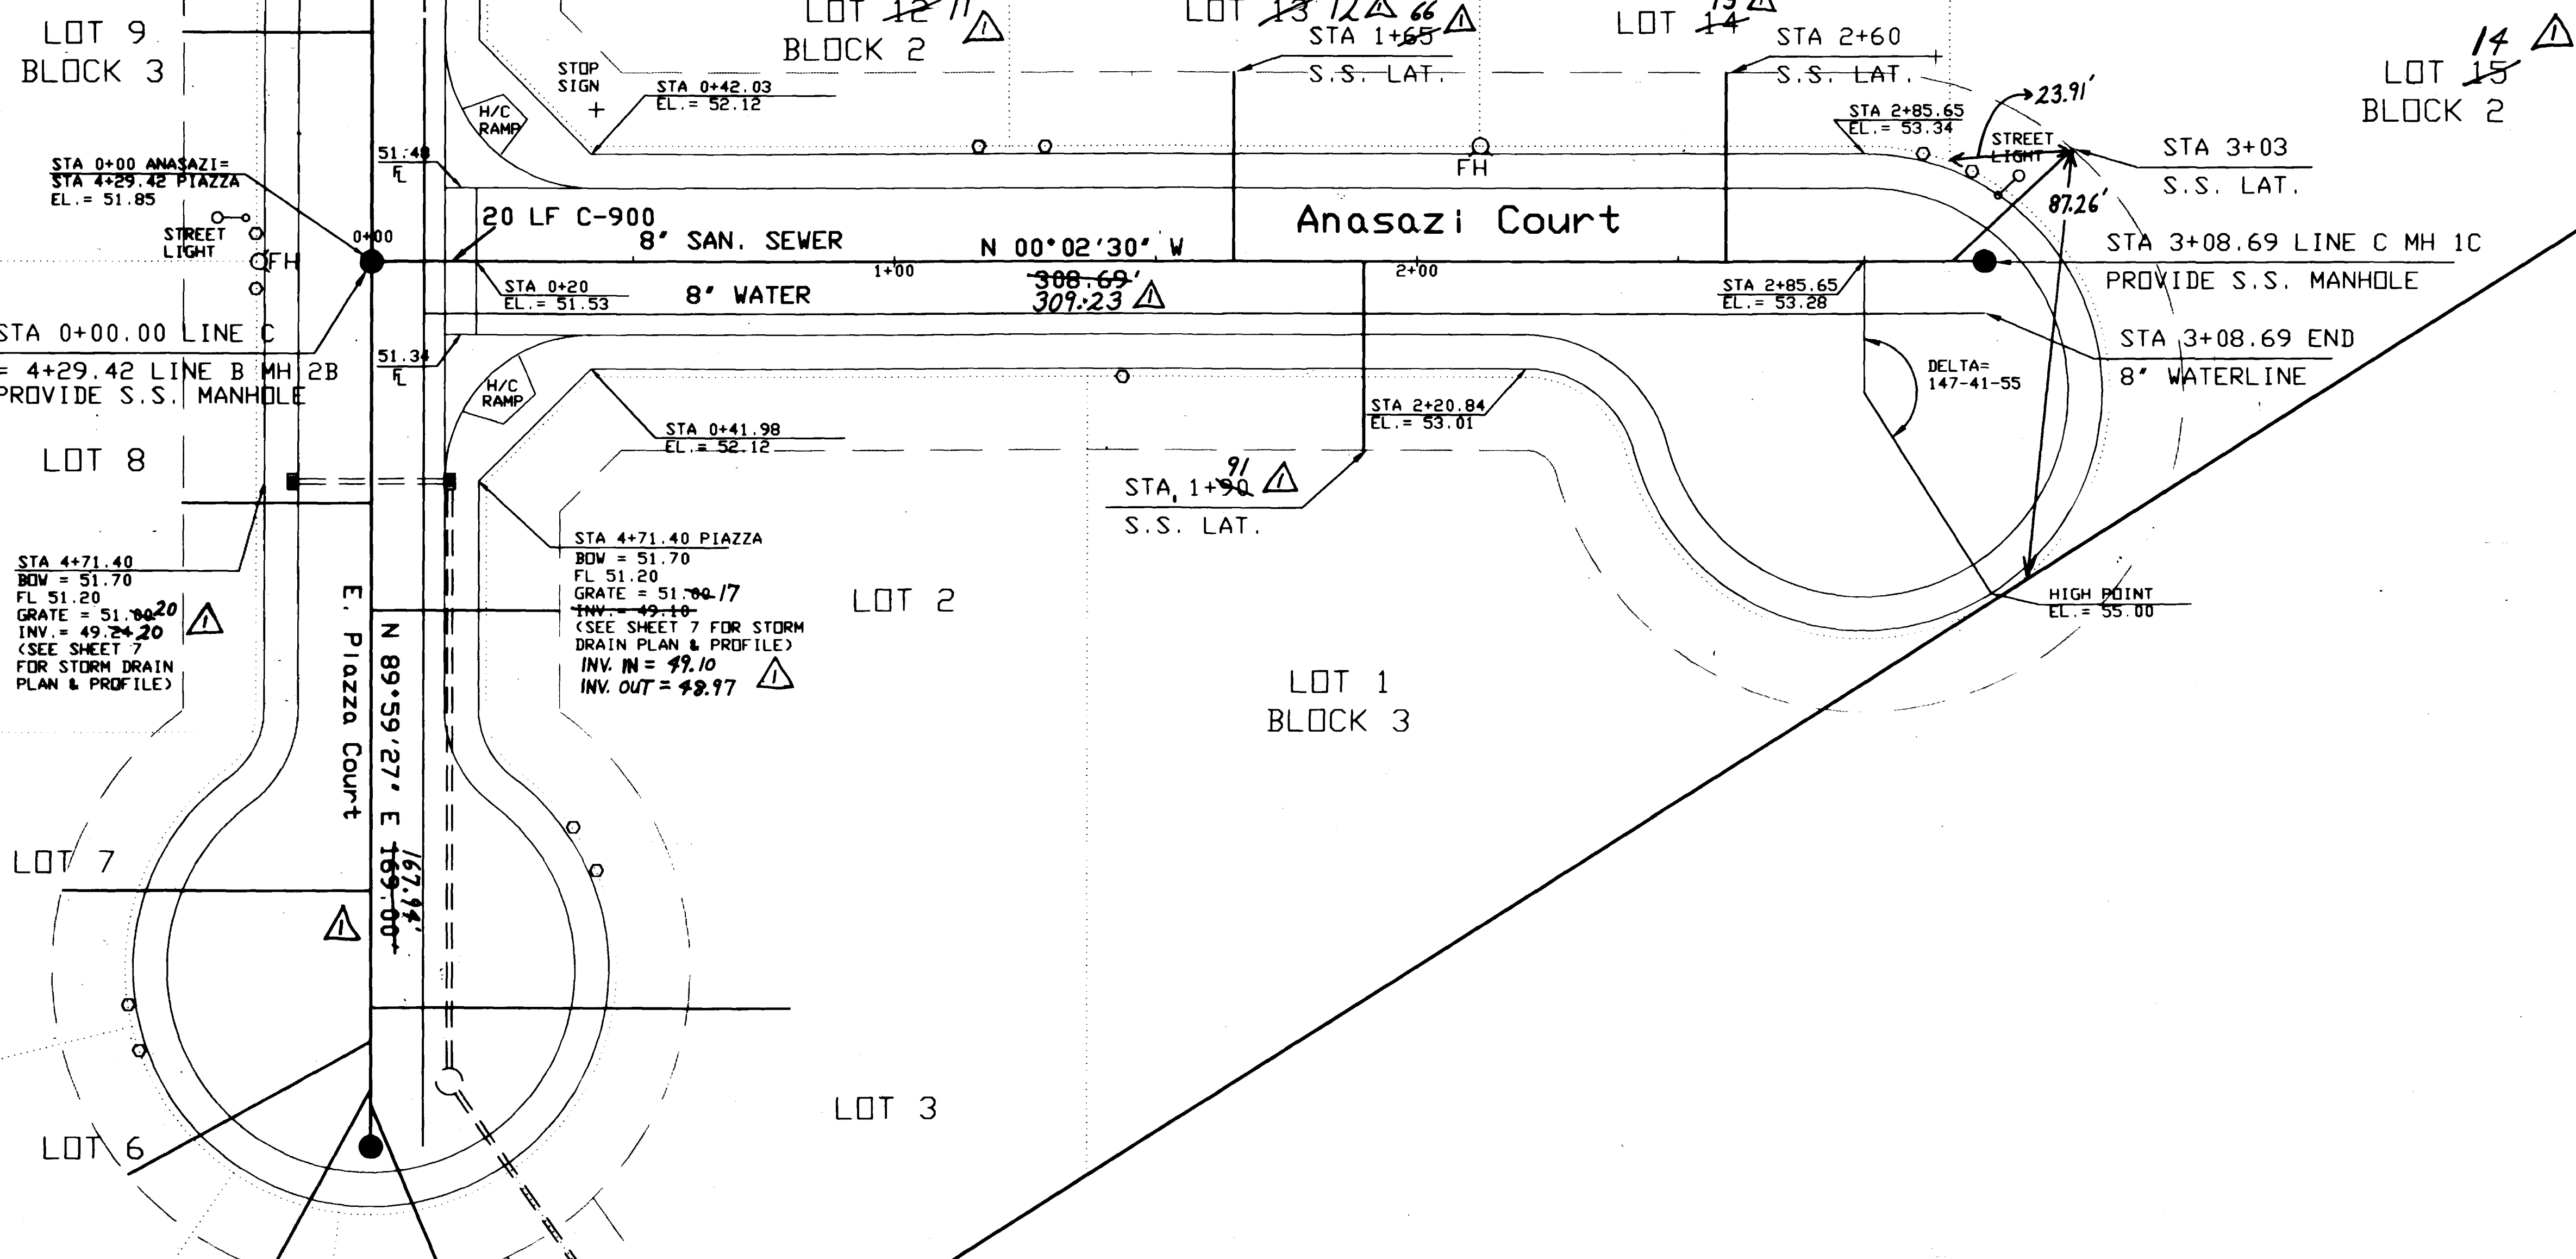 LOT 9
BLOCK 3
LOT 12 11
BLOCK 2
LOT 13 12
STA 1+65 66
S.S. LAT.
LOT 14 13
STA 2+60
S.S. LAT.
14
LOT 15
BLOCK 2
STOP
SIGN
H/C
RAMP
STA 0+42.03
EL.= 52.12
STA 2+85.65
EL.= 53.34
23.91'
STREET
LIGHT
STA 3+03
S.S. LAT.
87.26'
STA 0+00 ANASAZI=
STA 4+29.42 PIAZZA
EL.= 51.85
51.48
FL
FH
STREET
LIGHT
FH
0+00
20 LF C-900
8" SAN. SEWER
N 00°02'30" W
Anasazi Court
1+00
2+00
308.69'
309.23
8" WATER
STA 0+20
EL.= 51.53
STA 2+85.65
EL.= 53.28
STA 3+08.69 LINE C MH 1C
PROVIDE S.S. MANHOLE
STA 0+00.00 LINE C
= 4+29.42 LINE B MH 2B
PROVIDE S.S. MANHOLE
51.34
FL
H/C
RAMP
STA 3+08.69 END
8" WATERLINE
DELTA=
147-41-55
STA 2+20.84
EL.= 53.01
STA 0+41.98
EL.= 52.12
LOT 8
91
STA. 1+90
S.S. LAT.
STA 4+71.40
BOW = 51.70
FL 51.20
GRATE = 51.00 20
INV.= 49.24 20
(SEE SHEET 7
FOR STORM DRAIN
PLAN & PROFILE)
STA 4+71.40 PIAZZA
BOW = 51.70
FL 51.20
GRATE = 51.00 17
INV. = 49.10
(SEE SHEET 7 FOR STORM
DRAIN PLAN & PROFILE)
INV. IN = 49.10
INV. OUT = 48.97
LOT 2
HIGH POINT
EL.= 55.00
LOT 1
BLOCK 3
E. Piazza Court
N 89°59'27" E 169.00'
167.94'
LOT 7
LOT 6
LOT 3